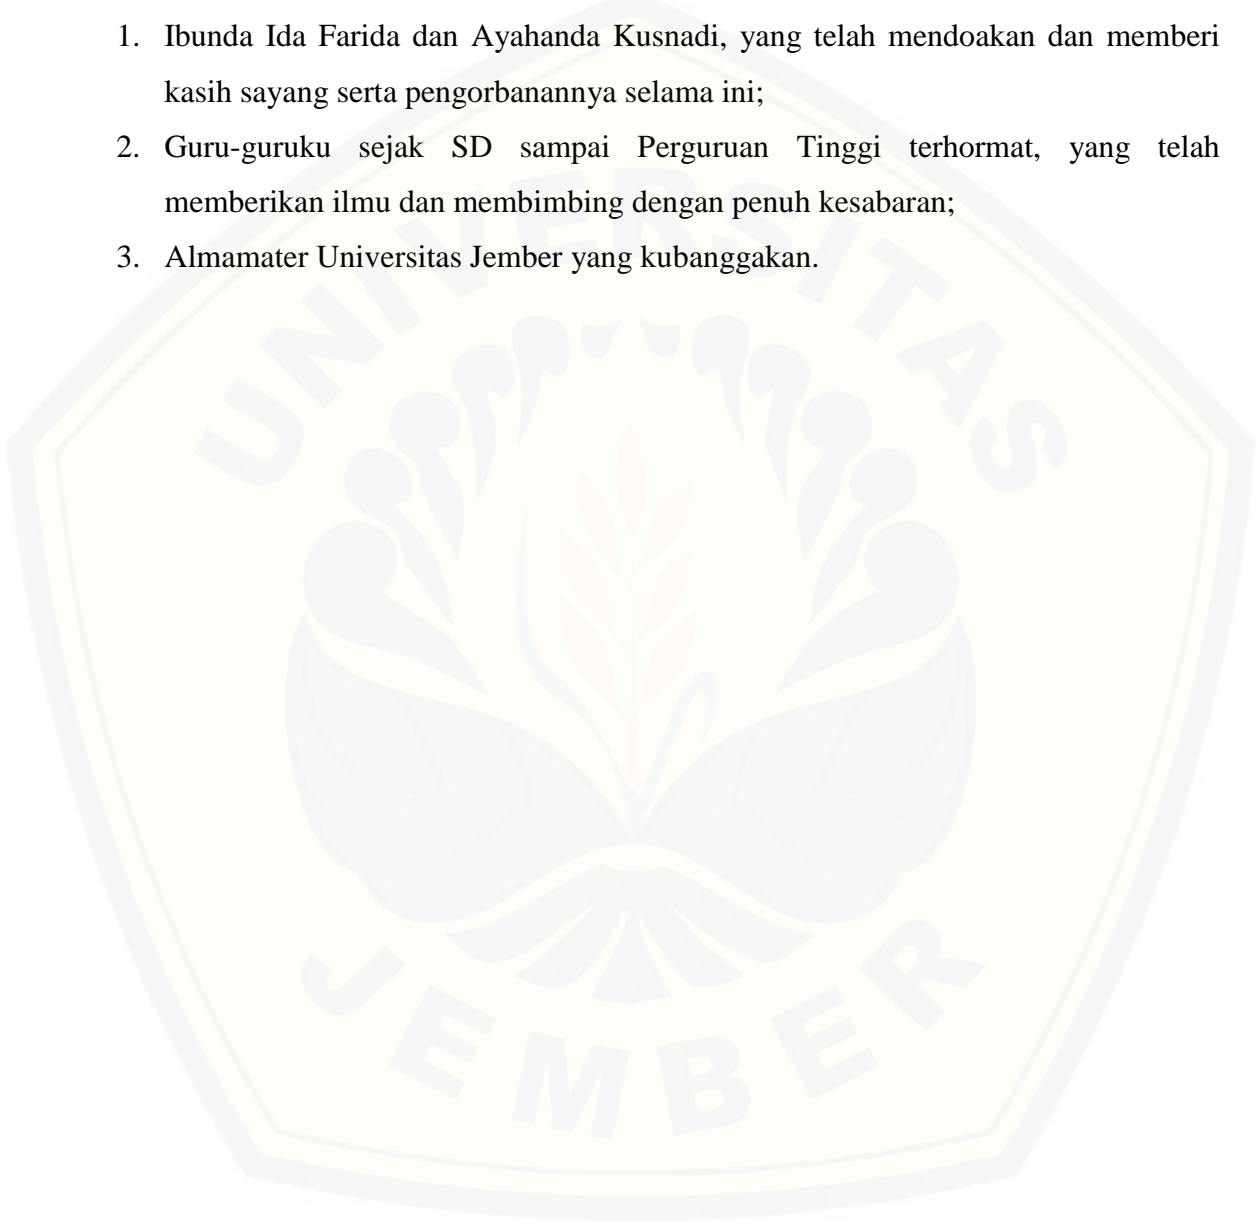 1. Ibunda Ida Farida dan Ayahanda Kusnadi, yang telah mendoakan dan memberi
kasih sayang serta pengorbanannya selama ini;
2. Guru-guruku sejak SD sampai Perguruan Tinggi terhormat, yang telah
memberikan ilmu dan membimbing dengan penuh kesabaran;
3. Almamater Universitas Jember yang kubanggakan.
UNIVERSITAS
JEMBER